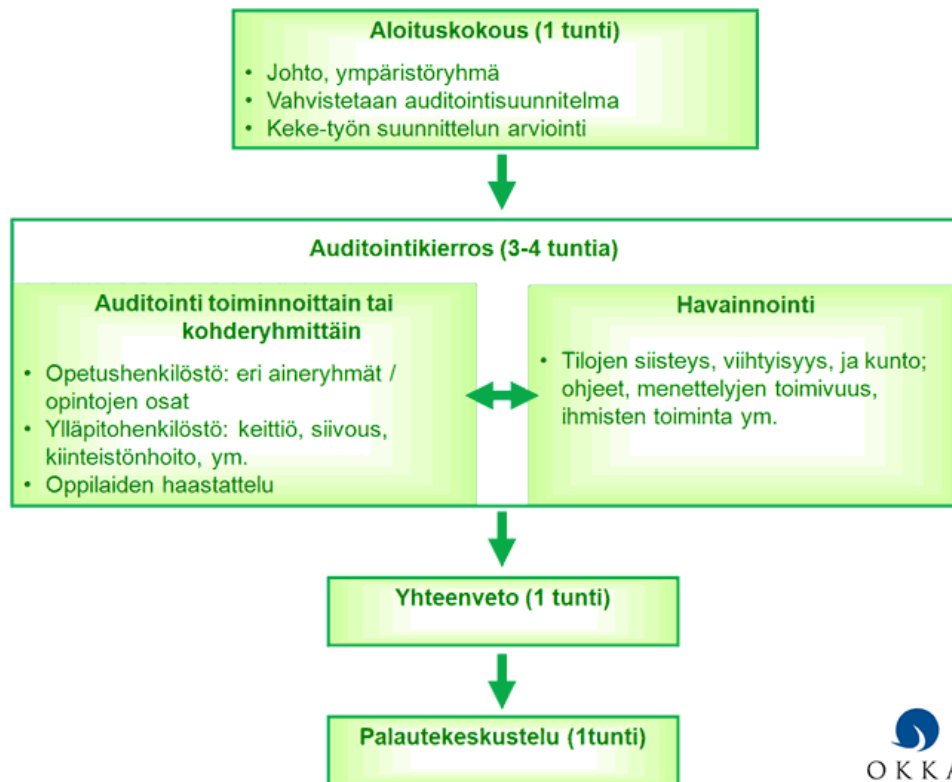 Aloituskokous (1 tunti)
• Johto, ympäristöryhmä
• Vahvistetaan auditointisuunnitelma
• Keke-työn suunnittelun arviointi
Auditointikierros (3-4 tuntia)
Auditointi toiminnoittain tai
kohderyhmittäin
• Opetushenkilöstö: eri aineryhmät /
opintojen osat
• Ylläpitohenkilöstö: keittiö, siivous,
kiinteistönhoito, ym.
• Oppilaiden haastattelu
Havainnointi
• Tilojen siisteys, viihtyisyys, ja kunto;
ohjeet, menettelyjen toimivuus,
ihmisten toiminta ym.
Yhteenveto (1 tunti)
Palautekeskustelu (1tunti)
OKKA